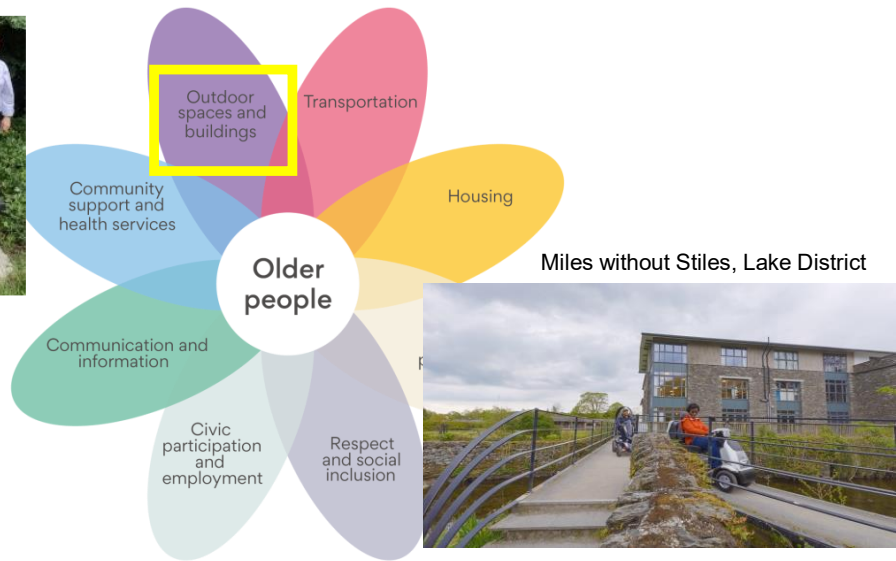 Outdoor
spaces and
buildings
Transportation
Community
support and
health services
Housing
Older
people
Miles without Stiles, Lake District
Communication and
information
Civic
participation
and
employment
Respect
and social
inclusion